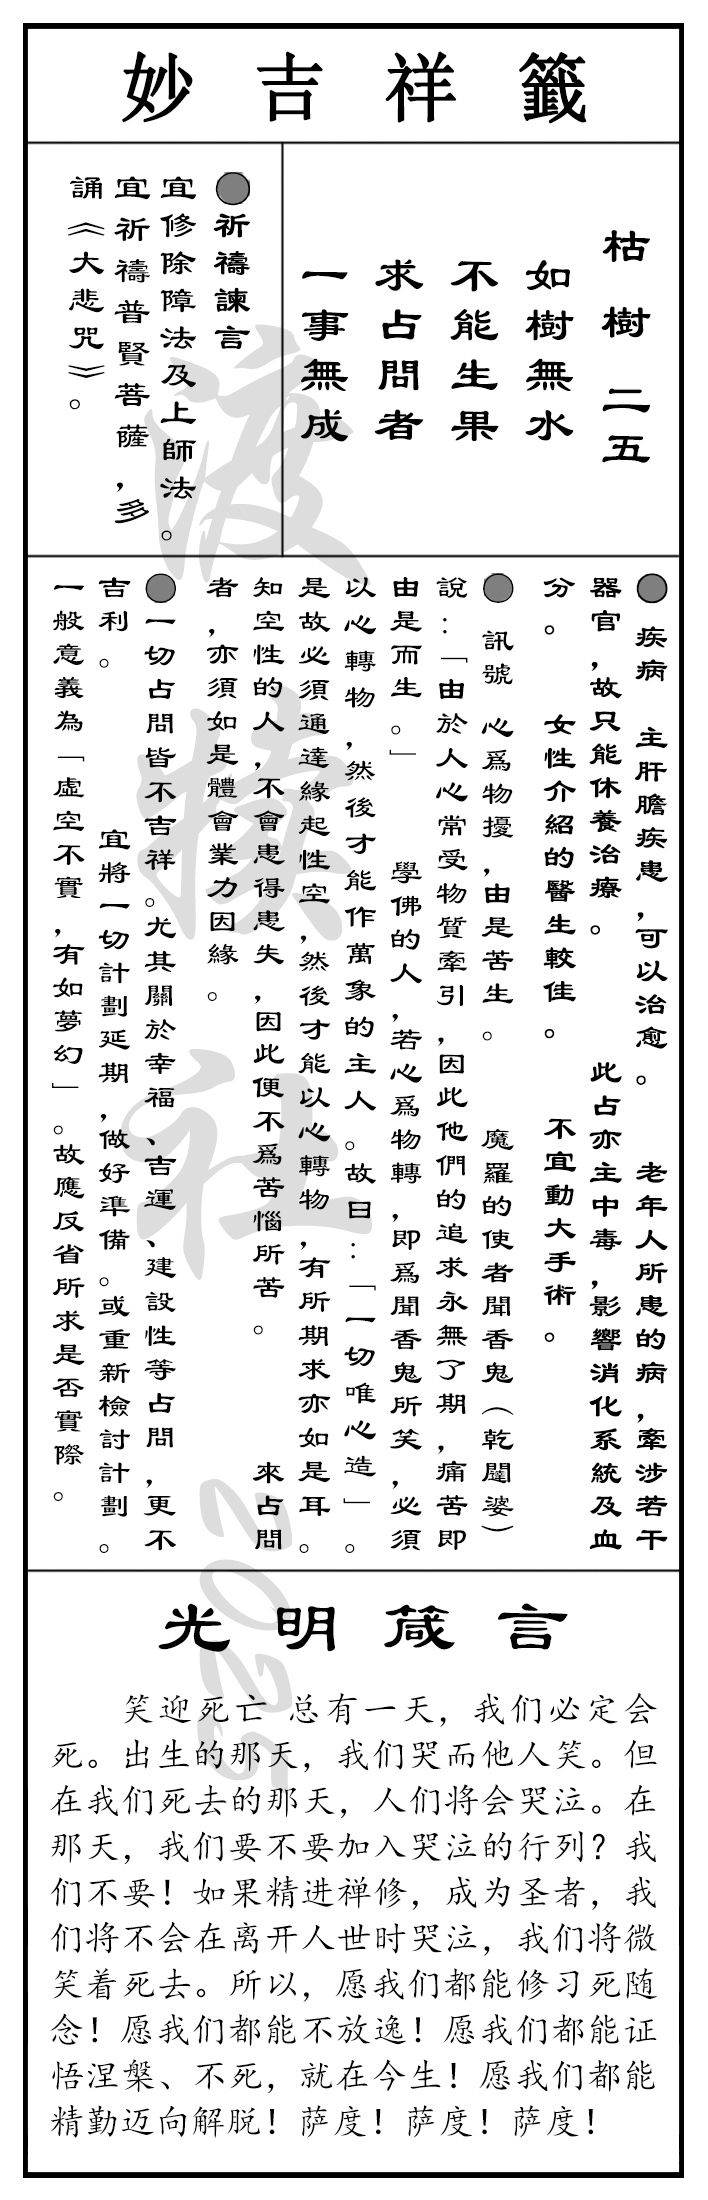 妙吉祥籤
枯樹二五
如樹無水
不能生果
求占問者
一事無成
●祈禱諫言
宜修除障法及上師法。
宜祈禱普賢菩薩，多
誦《大悲咒》。
● 疾病 主肝膽疾患，可以治愈。 老年人所患的病，牽涉若干
器官，故只能休養治療。 此占亦主中毒，影響消化系統及血
分。 女性介紹的醫生較佳。 不宜動大手術。
● 訊號 心爲物擾，由是苦生。 魔羅的使者聞香鬼（乾闥婆）
說：「由於人心常受物質牽引，因此他們的追求永無了期，痛苦即
由是而生。」 學佛的人，若心爲物轉，即爲聞香鬼所笑，必須
以心轉物，然後才能作萬象的主人。故曰：「一切唯心造」。
是故必須通達緣起性空，然後才能以心轉物，有所期求亦如是耳。
知空性的人，不會患得患失，因此便不爲苦惱所苦。 來占問
者，亦須如是體會業力因緣。
●一切占問皆不吉祥。尤其關於幸福、吉運、建設性等占問，更不
吉利。 宜將一切計劃延期，做好準備。或重新檢討計劃。
一般意義為「虛空不實，有如夢幻」。故應反省所求是否實際。
光明箴言
笑迎死亡 总有一天，我们必定会
死。出生的那天，我们哭而他人笑。但
在我们死去的那天，人们将会哭泣。在
那天，我们要不要加入哭泣的行列？我
们不要！如果精进禅修，成为圣者，我
们将不会在离开人世时哭泣，我们将微
笑着死去。所以，愿我们都能修习死随
念！愿我们都能不放逸！愿我们都能证
悟涅槃、不死，就在今生！愿我们都能
精勤迈向解脱！萨度！萨度！萨度！
渡犊社2025